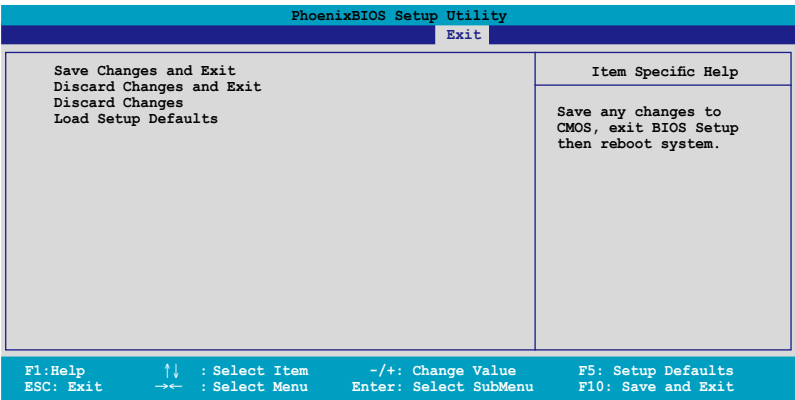 PhoenixBIOS Setup Utility
Exit
Save Changes and Exit
Discard Changes and Exit
Discard Changes
Load Setup Defaults
Item Specific Help
Save any changes to
CMOS, exit BIOS Setup
then reboot system.
F1:Help ↑↓ : Select Item -/+: Change Value F5: Setup Defaults
ESC: Exit →← : Select Menu Enter: Select SubMenu F10: Save and Exit